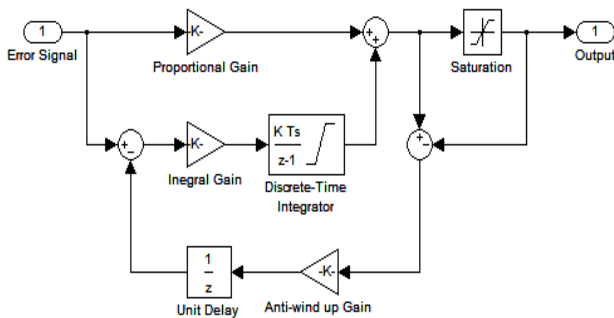 1
Error Signal
K-
Proportional Gain
+
+
Saturation
1
Output
+
−
K-
Inegral Gain
K Ts
z-1
Discrete-Time
Integrator
+
−
1
z
Unit Delay
-K-
Anti-wind up Gain